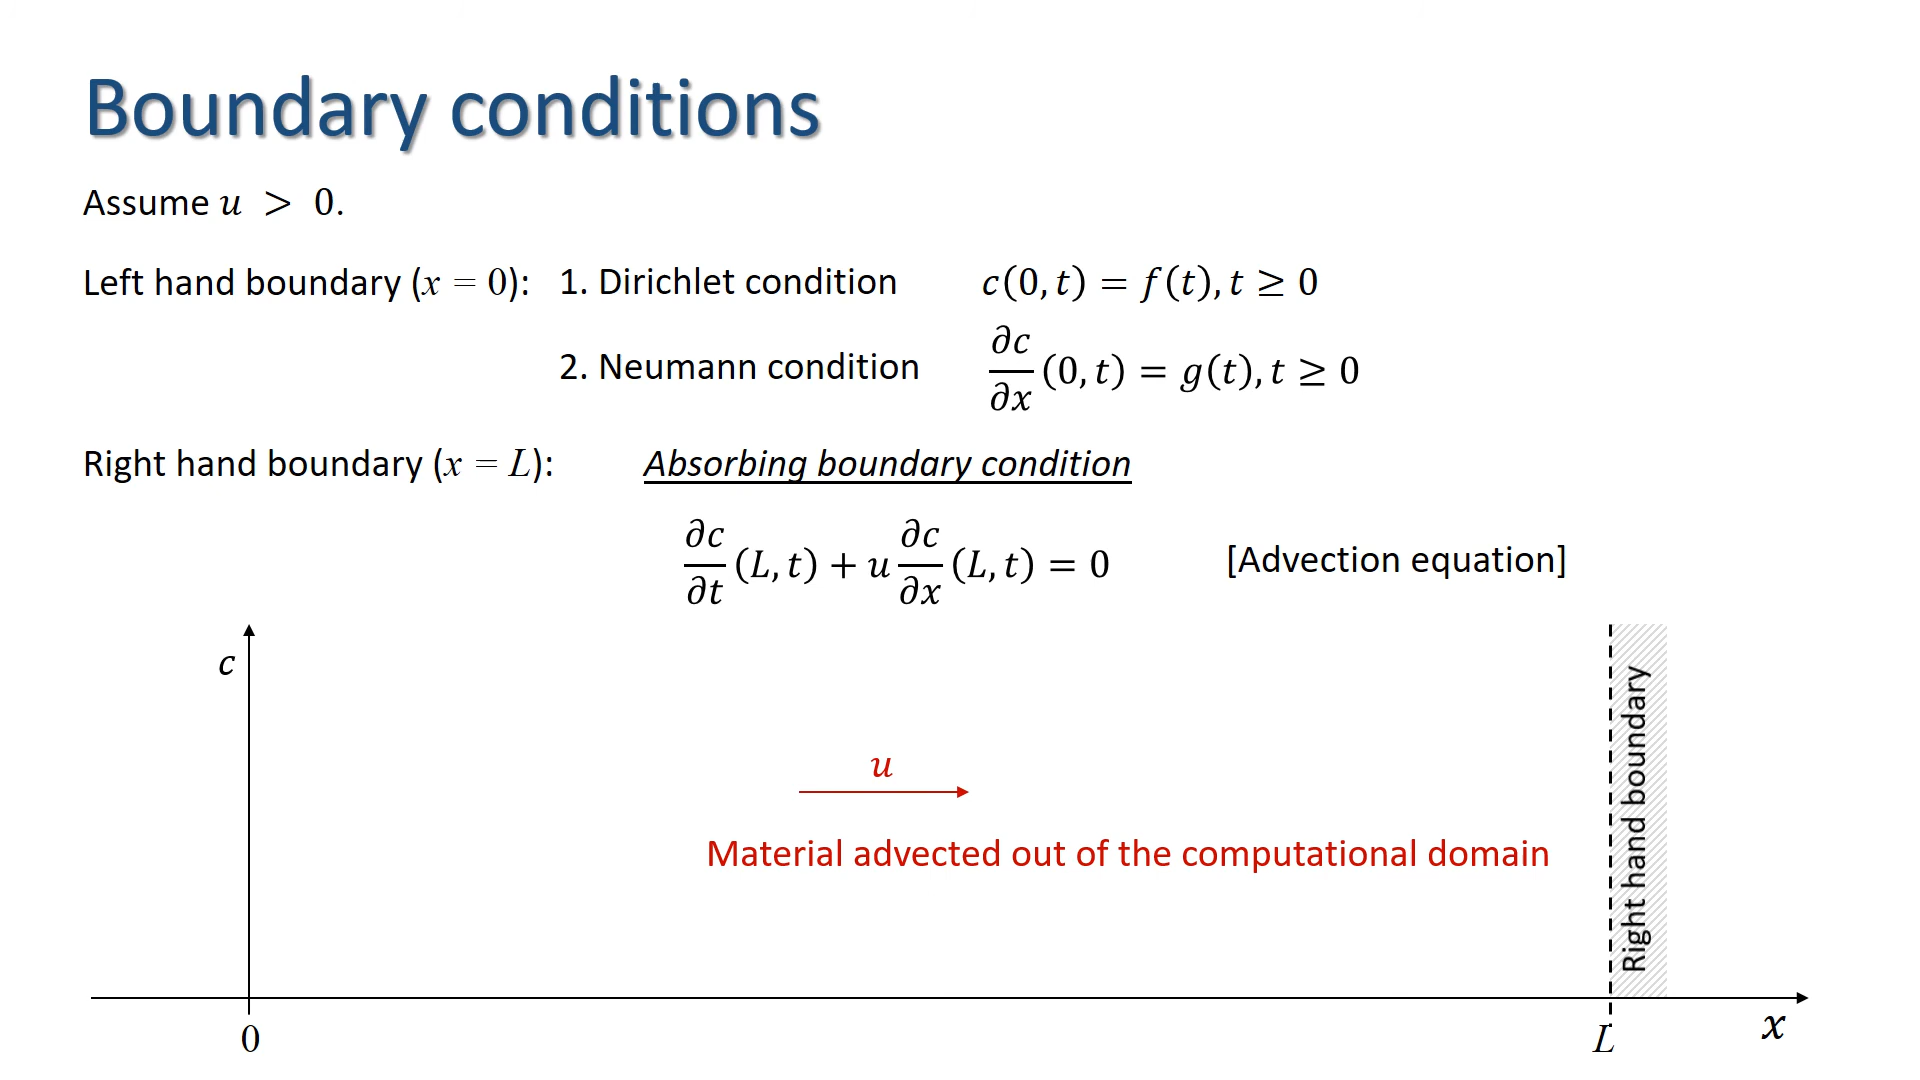 Boundary conditions
Assume u > 0.
Left hand boundary (x = 0): 1. Dirichlet condition c(0, t) = f(t), t ≥ 0
2. Neumann condition ∂c/∂x (0, t) = g(t), t ≥ 0
Right hand boundary (x = L): Absorbing boundary condition
∂c/∂t (L, t) + u ∂c/∂x (L, t) = 0 [Advection equation]
c
u
Material advected out of the computational domain
Right hand boundary
0
L
x